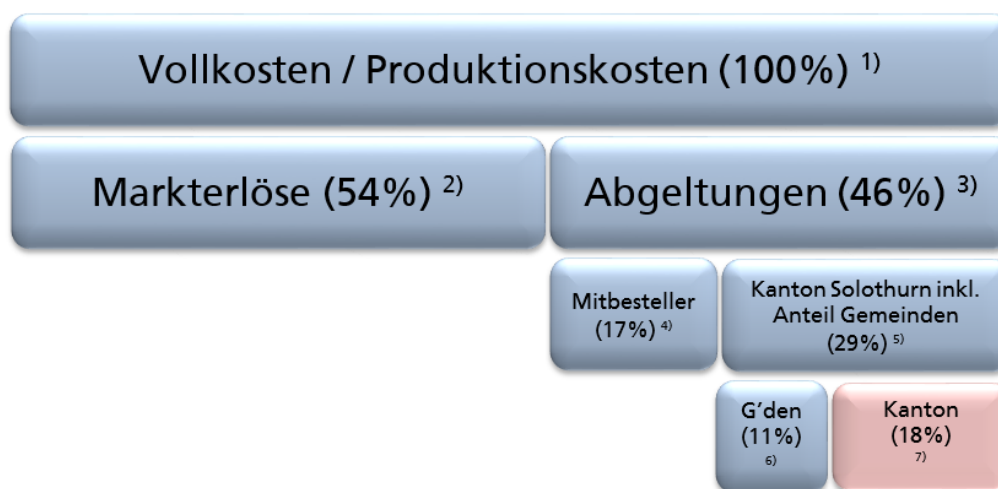 Vollkosten / Produktionskosten (100%) 1)
Markterlöse (54%) 2)
Abgeltungen (46%) 3)
Mitbesteller
(17%) 4)
Kanton Solothurn inkl.
Anteil Gemeinden
(29%) 5)
G'den
(11%)
6)
Kanton
(18%)
7)